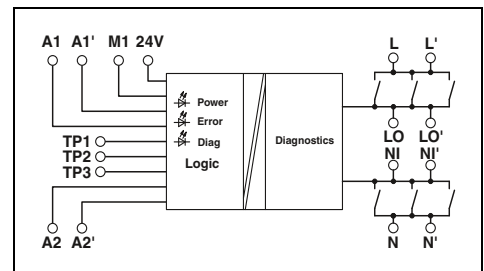 A1 A1' M1 24V
L L'
Power
Error
Diag
Logic
Diagnostics
TP1
TP2
TP3
LO LO'
NI NI'
A2 A2'
N N'